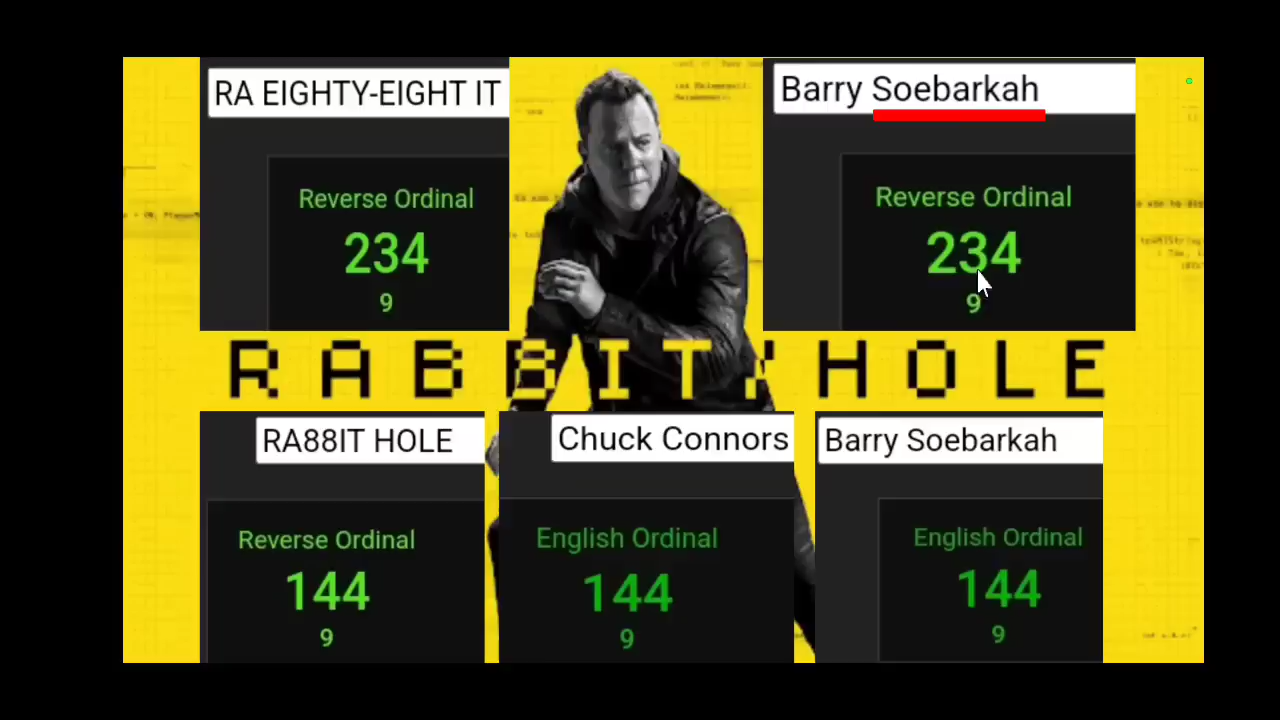 RA EIGHTY-EIGHT IT
Reverse Ordinal
234
9
Barry Soebarkah
Reverse Ordinal
234
9
RABBIT/HOLE
RA88IT HOLE
Reverse Ordinal
144
9
Chuck Connors
English Ordinal
144
9
Barry Soebarkah
English Ordinal
144
9